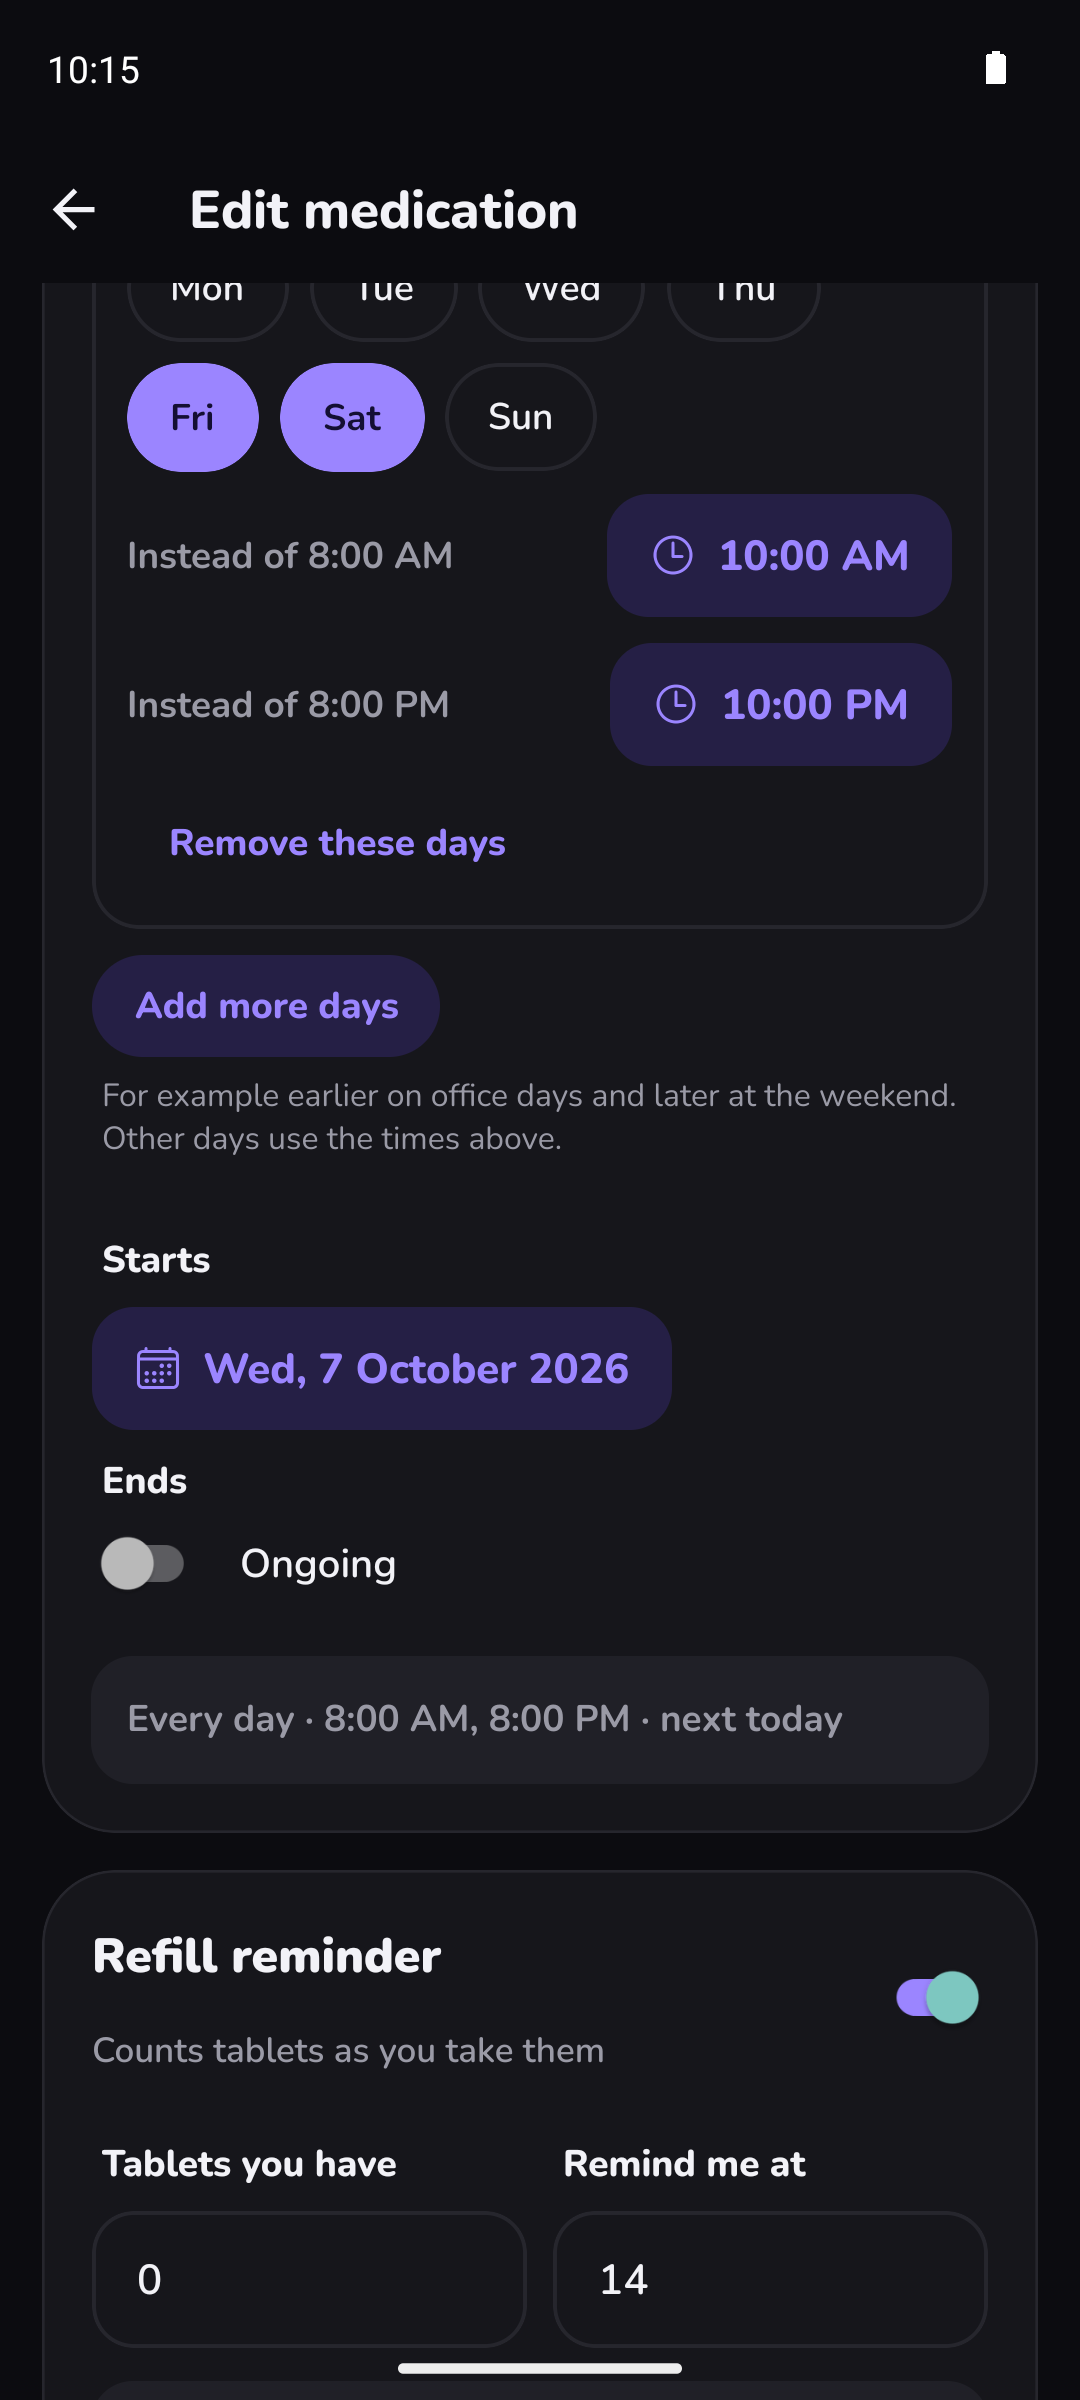 10:15
Edit medication
Mon Tue Wed Thu
Fri Sat Sun
Instead of 8:00 AM 10:00 AM
Instead of 8:00 PM 10:00 PM
Remove these days
Add more days
For example earlier on office days and later at the weekend.
Other days use the times above.
Starts
Wed, 7 October 2026
Ends
Ongoing
Every day · 8:00 AM, 8:00 PM · next today
Refill reminder
Counts tablets as you take them
Tablets you have Remind me at
0 14